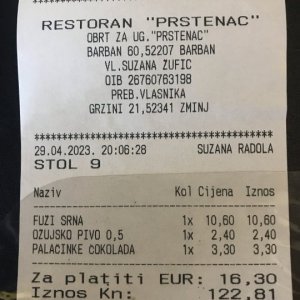 RESTORAN "PRSTENAC"
OBRT ZA UG."PRSTENAC"
BARBAN 60,52207 BARBAN
VL.SUZANA ZUFIC
OIB 26760763198
PREB.VLASNIKA
GRZINI 21,52341 ZMINJ
29.04.2023. 20:06:28 SUZANA RADOLA
STOL 9
Naziv Kol Cijena Iznos
FUZI SRNA 1x 10,60 10,60
OZUJSKO PIVO 0,5 1x 2,40 2,40
PALACINKE COKOLADA 1x 3,30 3,30
Za platiti EUR: 16,30
Iznos Kn: 122,81